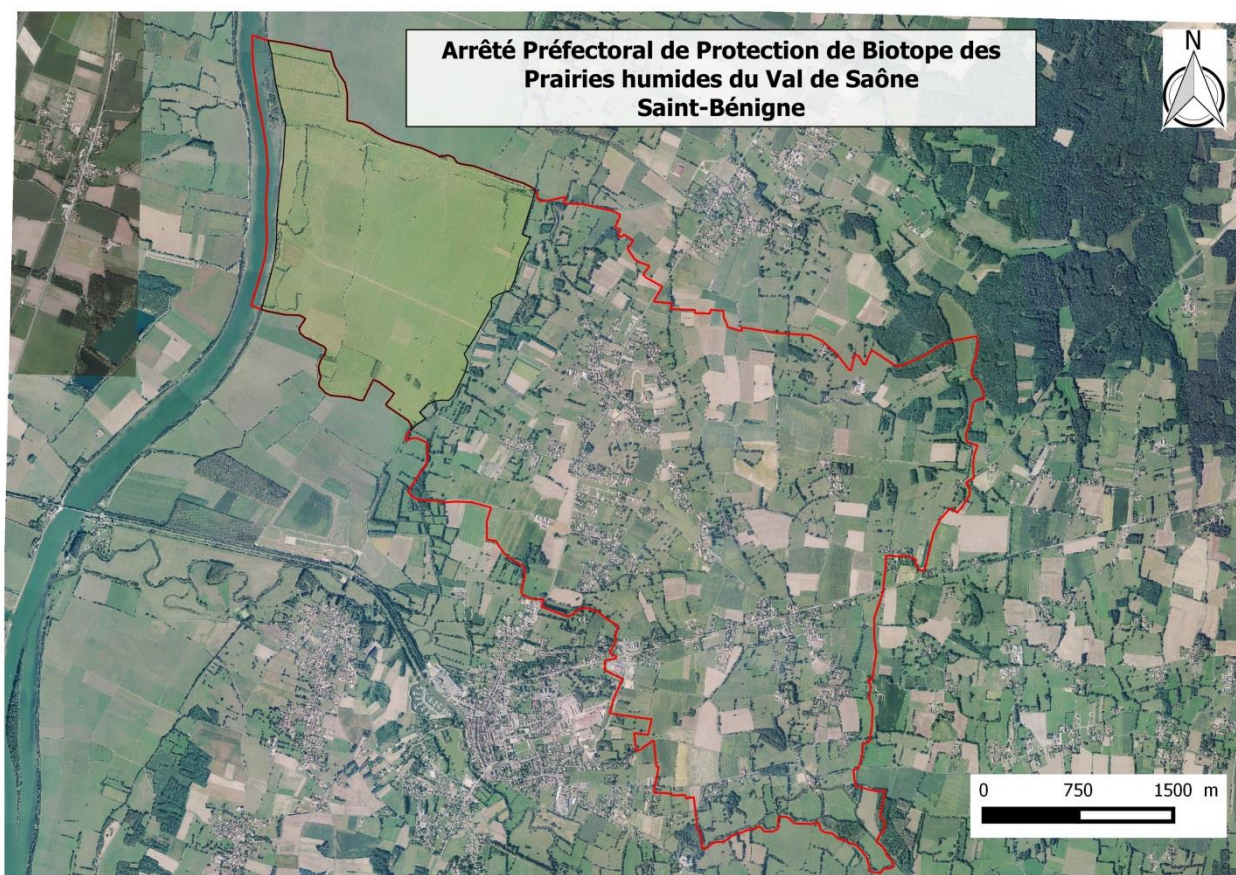 Arrêté Préfectoral de Protection de Biotope des
Prairies humides du Val de Saône
Saint-Bénigne
N
0 750 1500 m